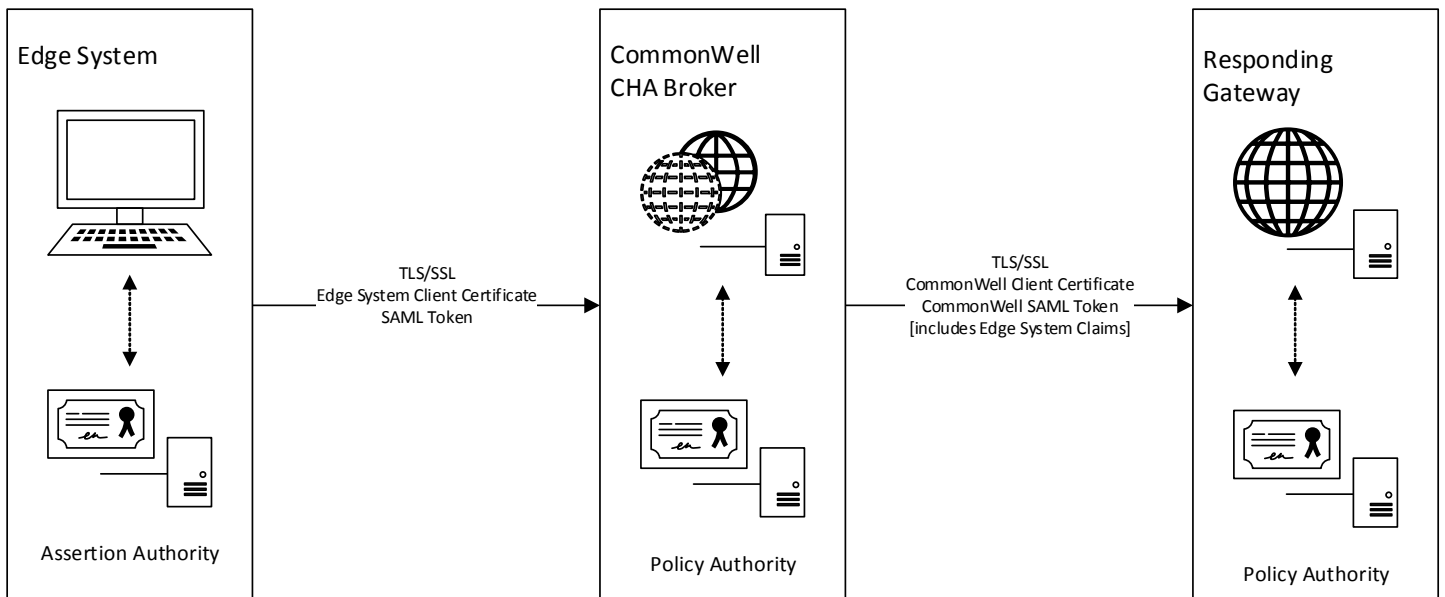 Edge System
Assertion Authority
TLS/SSL
Edge System Client Certificate
SAML Token
CommonWell
CHA Broker
Policy Authority
TLS/SSL
CommonWell Client Certificate
CommonWell SAML Token
[includes Edge System Claims]
Responding
Gateway
Policy Authority